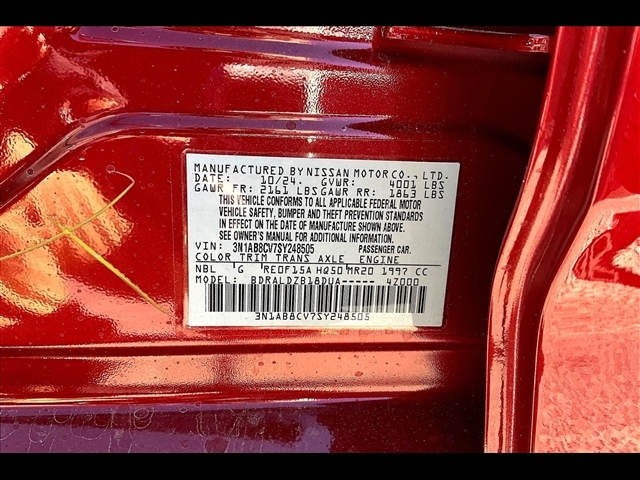 MANUFACTURED BY NISSAN MOTOR CO., LTD.
DATE: 10/24. GVWR: 4001 LBS
GAWR FR: 2161 LBS GAWR RR: 1863 LBS
THIS VEHICLE CONFORMS TO ALL APPLICABLE FEDERAL MOTOR
VEHICLE SAFETY, BUMPER AND THEFT PREVENTION STANDARDS
IN EFFECT ON THE DATE OF MANUFACTURE SHOWN ABOVE.
SEE OWNER'S MANUAL FOR ADDITIONAL INFORMATION.
VIN: 3N1AB8CV7SY248505 PASSENGER CAR.
COLOR TRIM TRANS AXLE ENGINE
NBL G RE0F15A HQ50 MR20 1997 CC
MODEL: BDRALDZB18DUA----- 4Z000
3N1AB8CV7SY248505